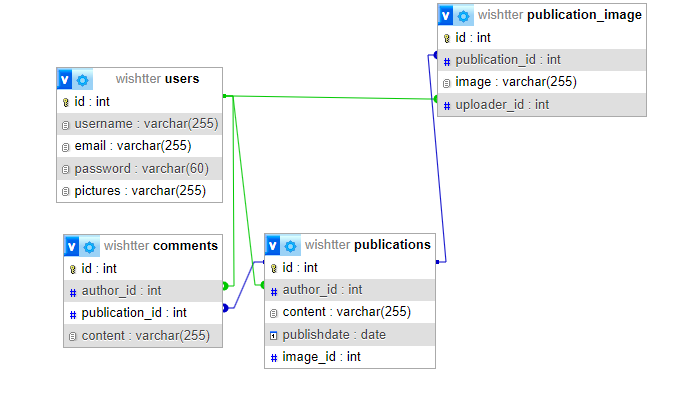 v wishtter publication_image
id : int
publication_id : int
image : varchar(255)
uploader_id : int
v wishtter users
id : int
username : varchar(255)
email : varchar(255)
password : varchar(60)
pictures : varchar(255)
v wishtter comments
id : int
author_id : int
publication_id : int
content : varchar(255)
v wishtter publications
id : int
author_id : int
content : varchar(255)
publishdate : date
image_id : int